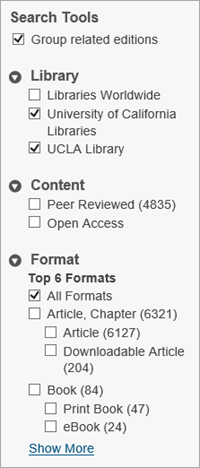 Search Tools
Group related editions
Library
Libraries Worldwide
University of California
Libraries
UCLA Library
Content
Peer Reviewed (4835)
Open Access
Format
Top 6 Formats
All Formats
Article, Chapter (6321)
Article (6127)
Downloadable Article
(204)
Book (84)
Print Book (47)
eBook (24)
Show More